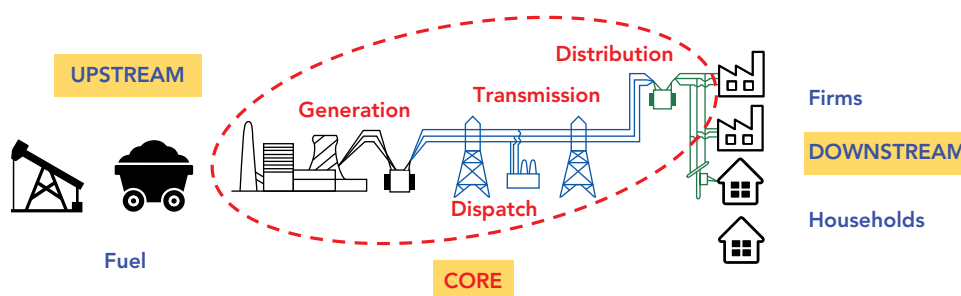 UPSTREAM
Generation
Transmission
Distribution
Dispatch
Fuel
CORE
Firms
DOWNSTREAM
Households